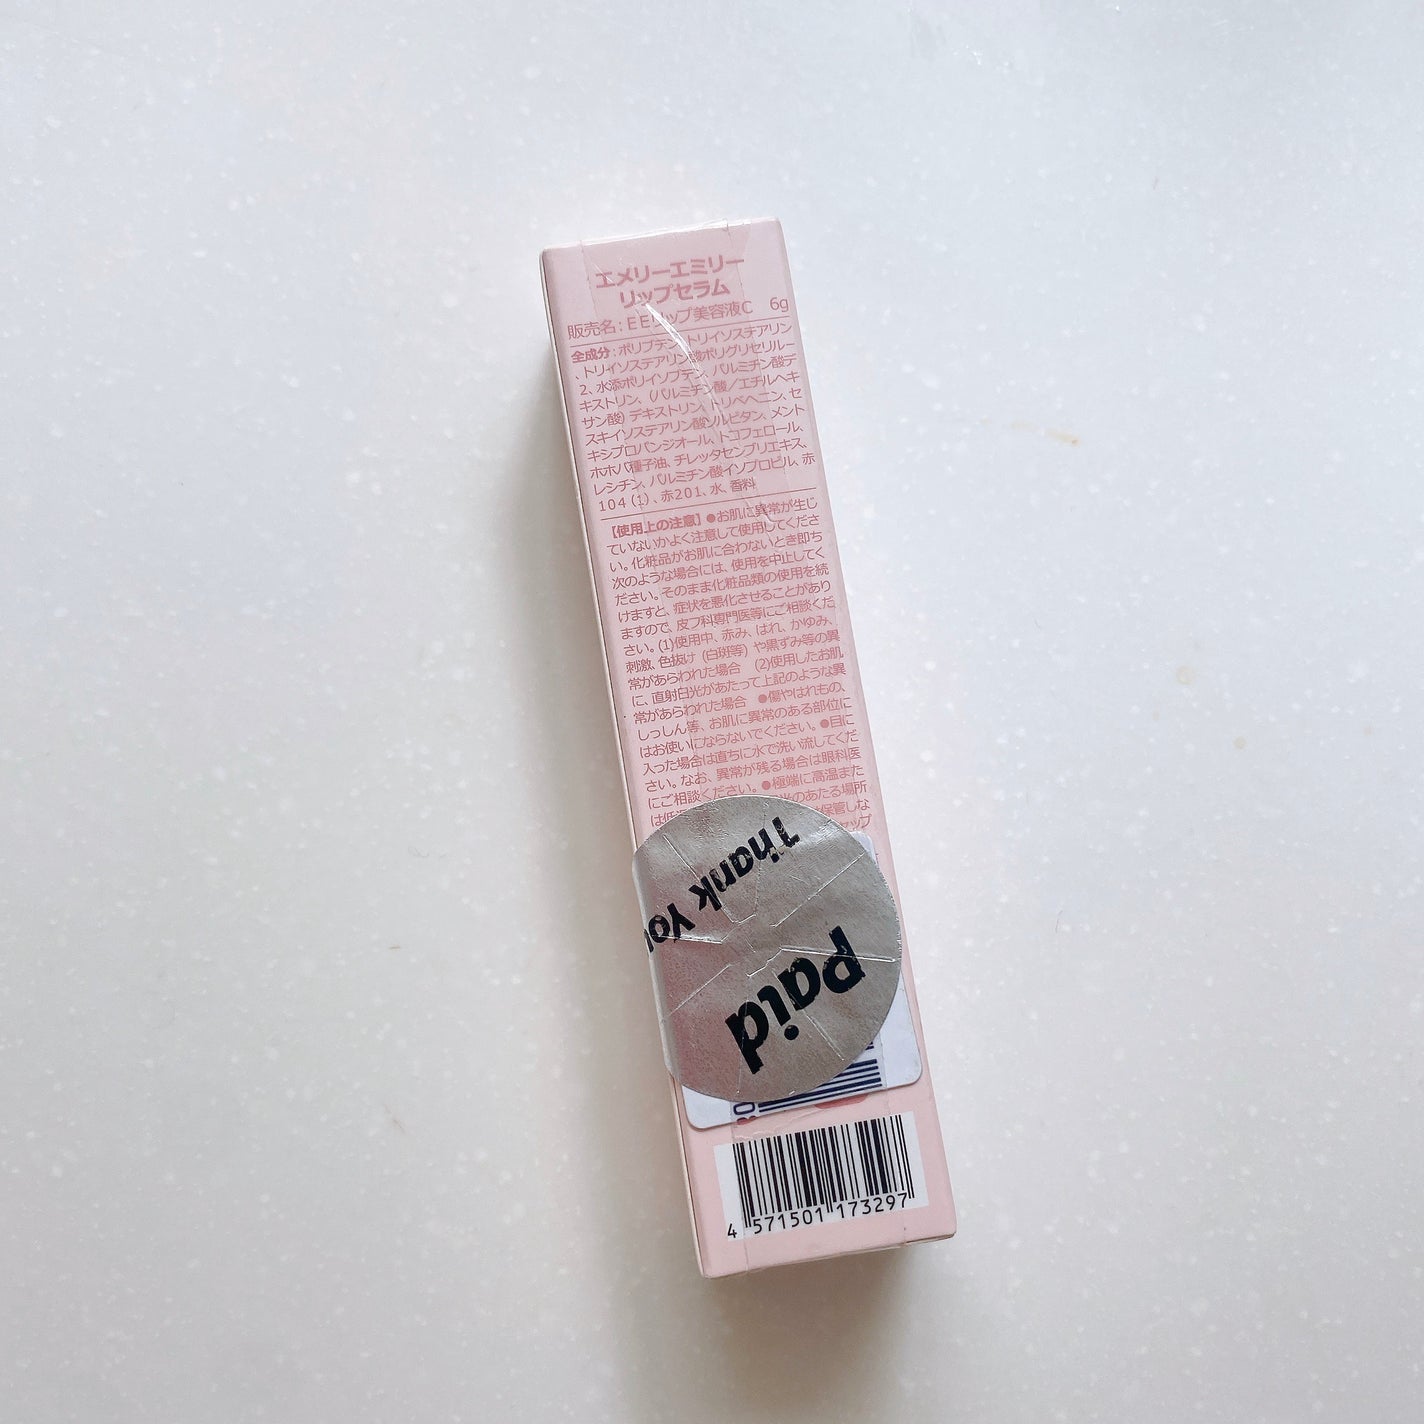 エメリーエミリー
リップセラム
販売名：EEリップ美容液C 6g
全成分：ポリブテン、トリイソステアリン
、トリイソステアリン酸ポリグリセリル－
2、水添ポリイソブテン、パルミチン酸デ
キストリン、（パルミチン酸／エチルヘキ
サン酸）デキストリン、トリベヘニン、セ
スキイソステアリン酸ソルビタン、メント
キシプロパンジオール、トコフェロール、
ホホバ種子油、チレッタセンブリエキス、
レシチン、パルミチン酸イソプロピル、赤
104（1）、赤201、水、香料
【使用上の注意】●お肌に異常が生じ
ていないかよく注意して使用してくださ
い。化粧品がお肌に合わないとき即ち
次のような場合には、使用を中止してく
ださい。そのまま化粧品類の使用を続
けますと、症状を悪化させることがあり
ますので、皮フ科専門医等にご相談くだ
さい。(1)使用中、赤み、はれ、かゆみ、
刺激、色抜け（白斑等）や黒ずみ等の異
常があらわれた場合 (2)使用したお肌
に、直射日光があたって上記のような異
常があらわれた場合 ●傷やはれもの、
しっしん等、お肌に異常のある部位に
はお使いにならないでください。●目に
入った場合は直ちに水で洗い流してくだ
さい。なお、異常が残る場合は眼科医
にご相談ください。●極端に高温また
は低 光のあたる場所
保管しな
ャップ
Thank You
Paid
4 571501 173297